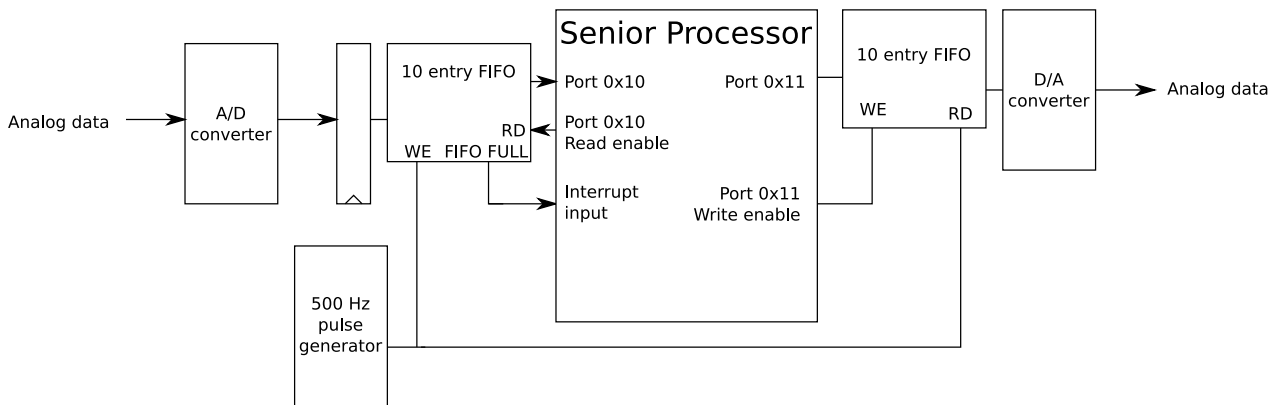 Senior Processor
10 entry FIFO
10 entry FIFO
Port 0x10
Port 0x11
D/A
converter
Analog data
Analog data
A/D
converter
WE
RD
RD
Port 0x10
Read enable
WE FIFO FULL
Interrupt
input
Port 0x11
Write enable
500 Hz
pulse
generator